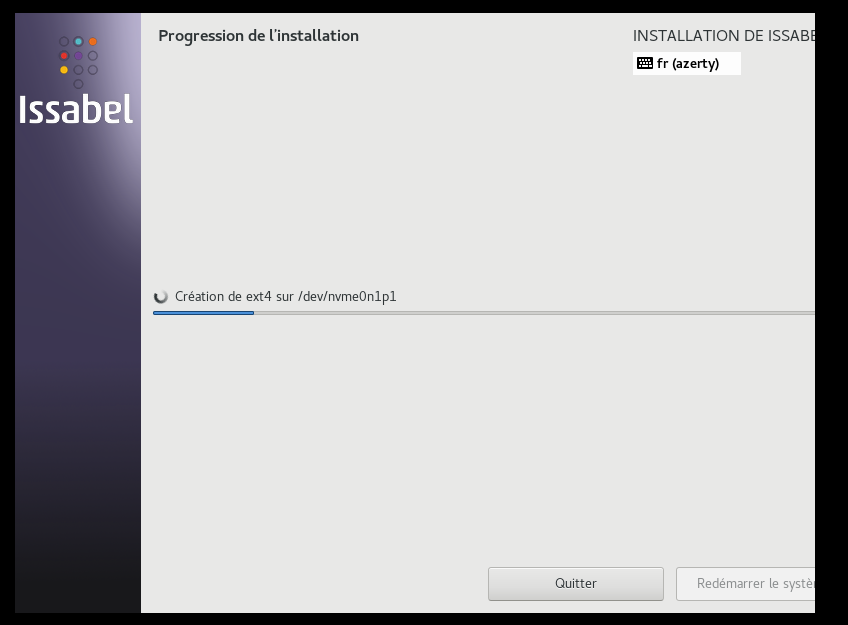 Issabel
Progression de l'installation
INSTALLATION DE ISSABE
fr (azerty)
Création de ext4 sur /dev/nvme0n1p1
Quitter
Redémarrer le systè